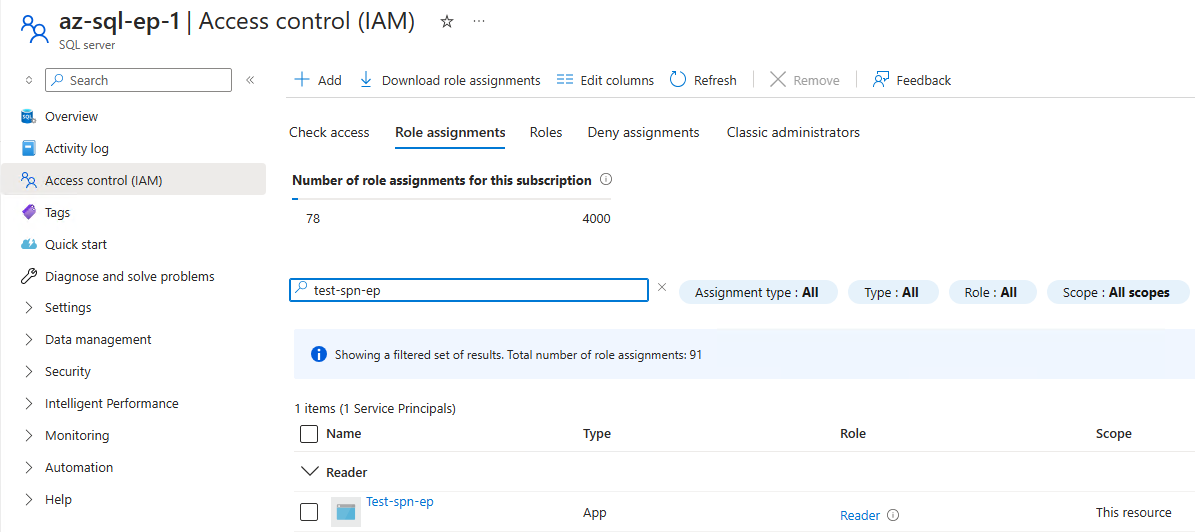 az-sql-ep-1 | Access control (IAM) ☆ ···
SQL server
Search «
Add Download role assignments Edit columns Refresh Remove Feedback
Overview
Activity log
Access control (IAM)
Tags
Quick start
Diagnose and solve problems
Settings
Data management
Security
Intelligent Performance
Monitoring
Automation
Help
Check access Role assignments Roles Deny assignments Classic administrators
Number of role assignments for this subscription
78 4000
test-spn-ep
Assignment type : All Type : All Role : All Scope : All scopes
Showing a filtered set of results. Total number of role assignments: 91
1 items (1 Service Principals)
Name Type Role Scope
Reader
Test-spn-ep App Reader This resource